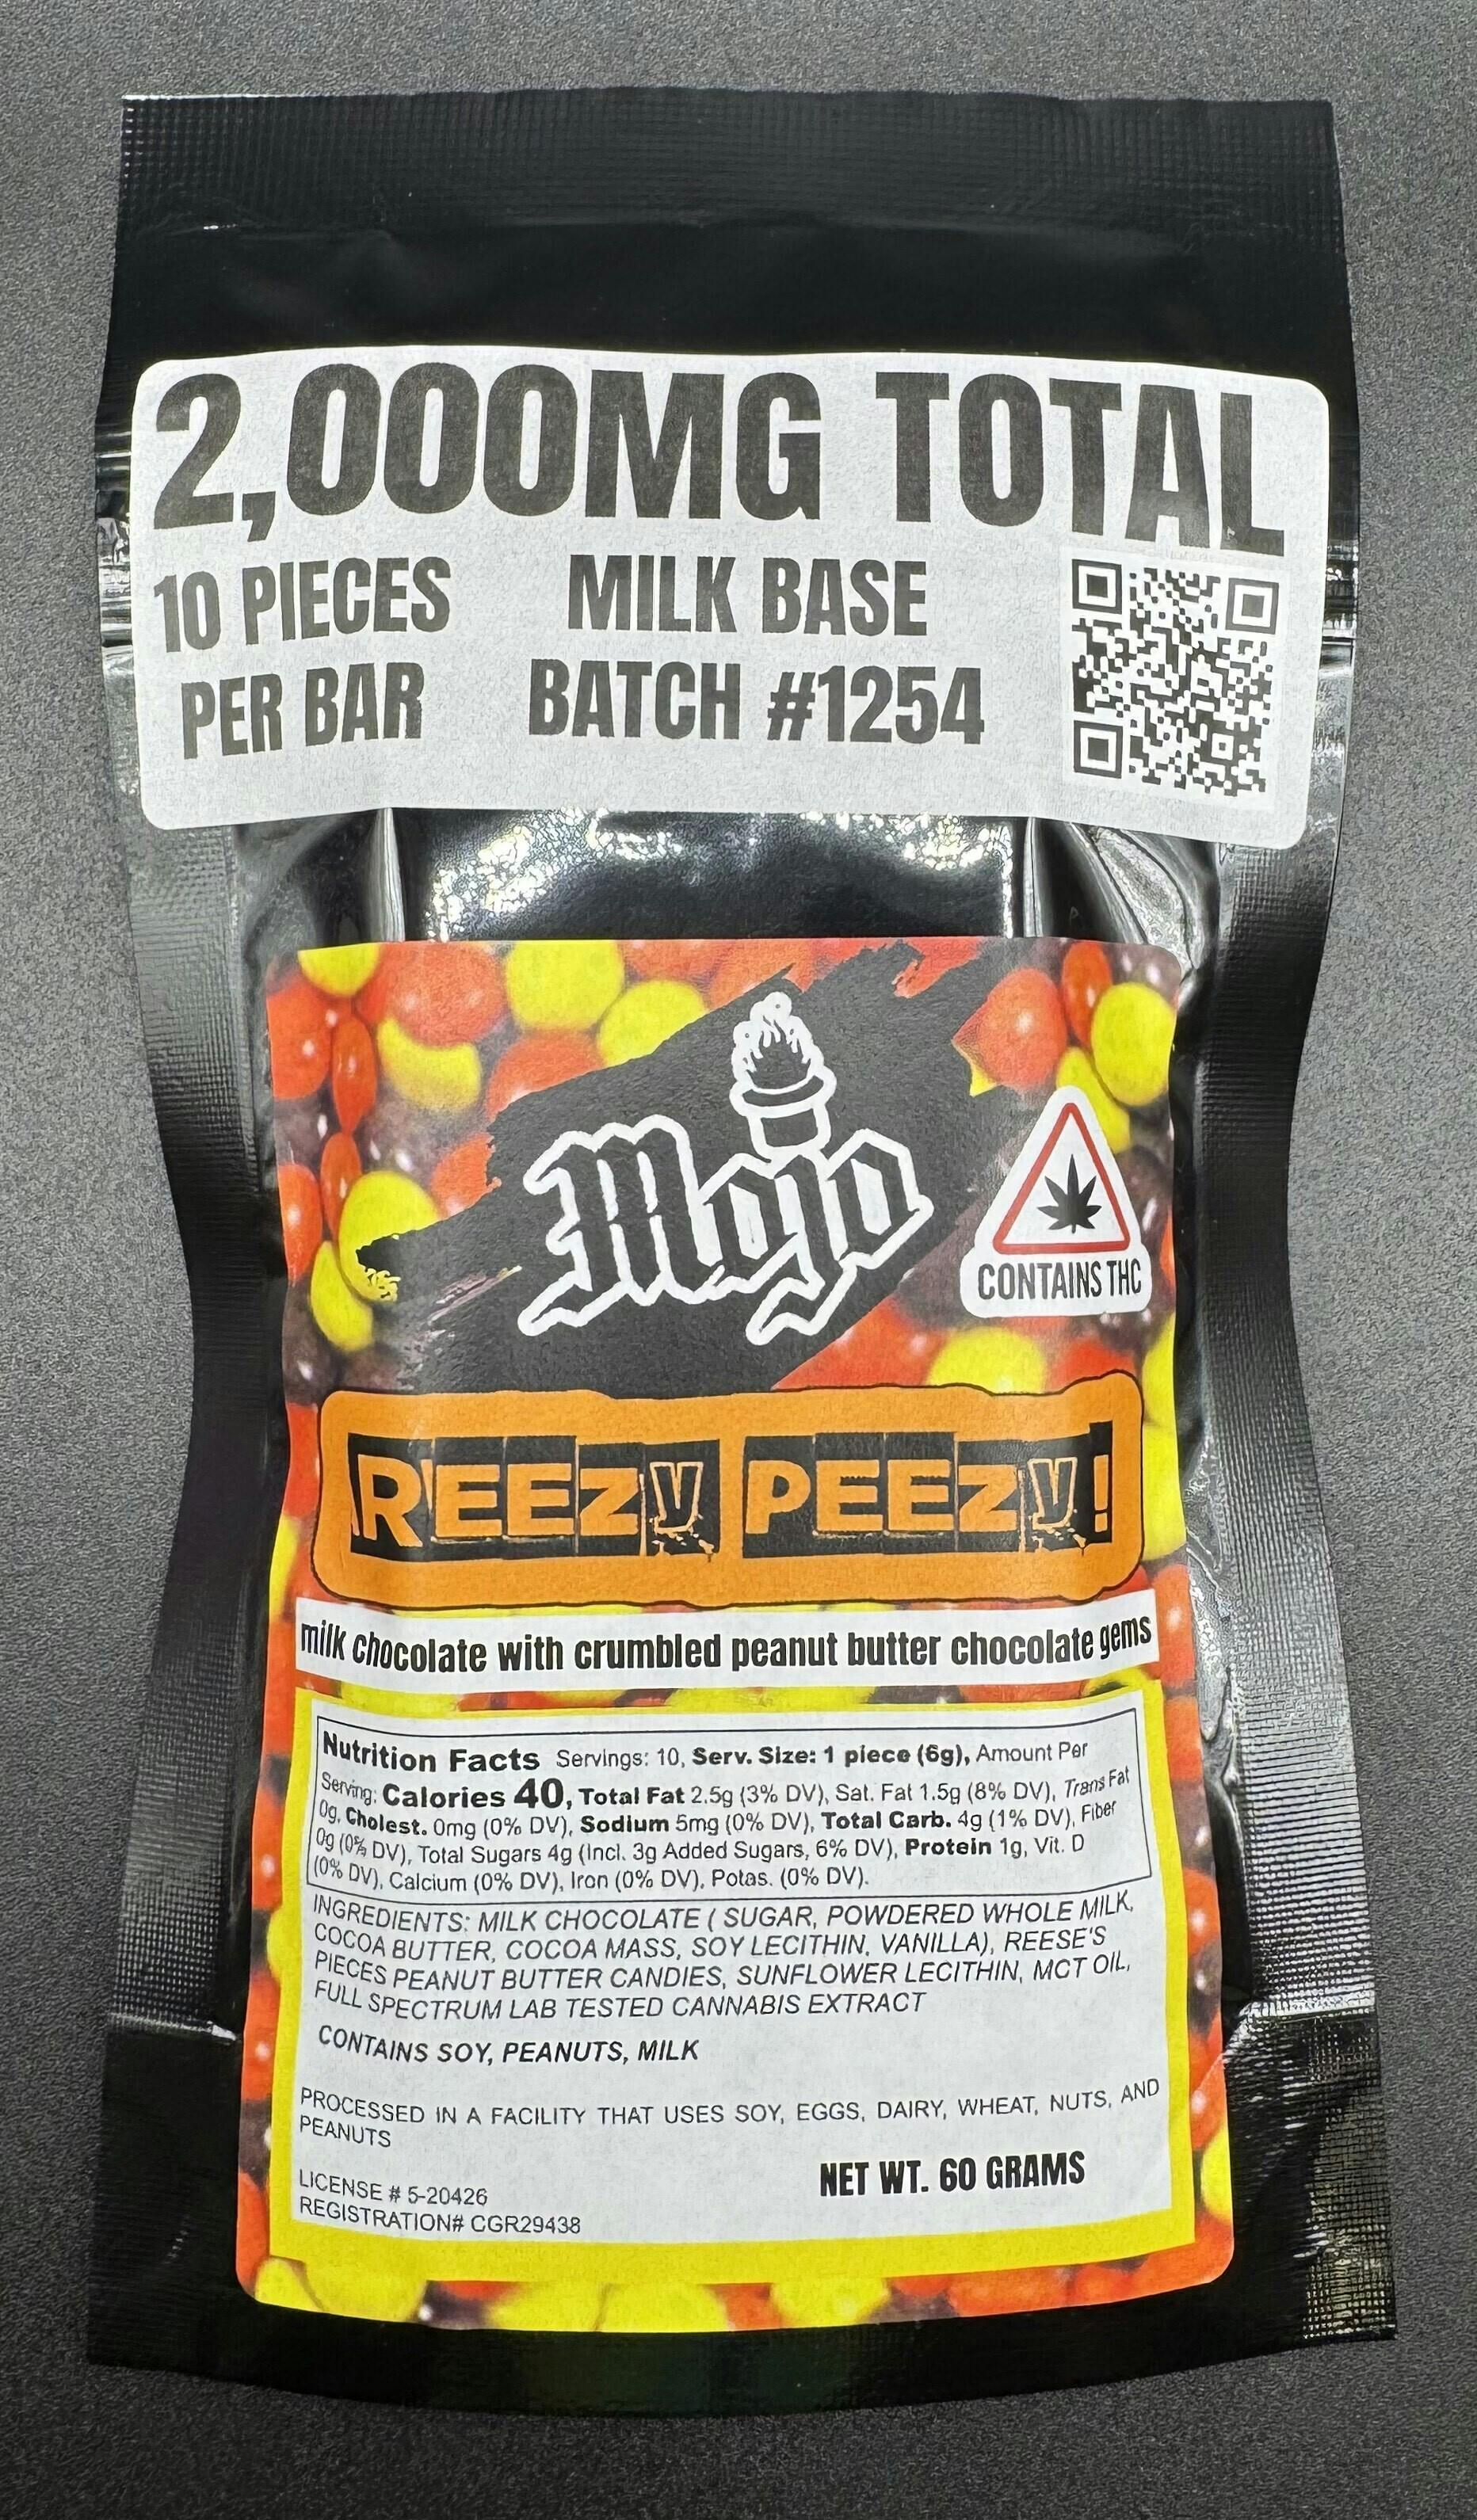 2,000MG TOTAL
10 PIECES
PER BAR
MILK BASE
BATCH #1254
Mojo
CONTAINS THC
REEzy PEEzy!
milk chocolate with crumbled peanut butter chocolate gems
Nutrition Facts Servings: 10, Serv. Size: 1 piece (6g), Amount Per
Serving: Calories 40, Total Fat 2.5g (3% DV), Sat. Fat 1.5g (8% DV), Trans Fat
0g, Cholest. 0mg (0% DV), Sodium 5mg (0% DV), Total Carb. 4g (1% DV), Fiber
0g (0% DV), Total Sugars 4g (Incl. 3g Added Sugars, 6% DV), Protein 1g, Vit. D
(0% DV), Calcium (0% DV), Iron (0% DV), Potas. (0% DV).
INGREDIENTS: MILK CHOCOLATE ( SUGAR, POWDERED WHOLE MILK,
COCOA BUTTER, COCOA MASS, SOY LECITHIN, VANILLA), REESE'S
PIECES PEANUT BUTTER CANDIES, SUNFLOWER LECITHIN, MCT OIL,
FULL SPECTRUM LAB TESTED CANNABIS EXTRACT
CONTAINS SOY, PEANUTS, MILK
PROCESSED IN A FACILITY THAT USES SOY, EGGS, DAIRY, WHEAT, NUTS, AND
PEANUTS
NET WT. 60 GRAMS
LICENSE # 5-20426
REGISTRATION# CGR29438